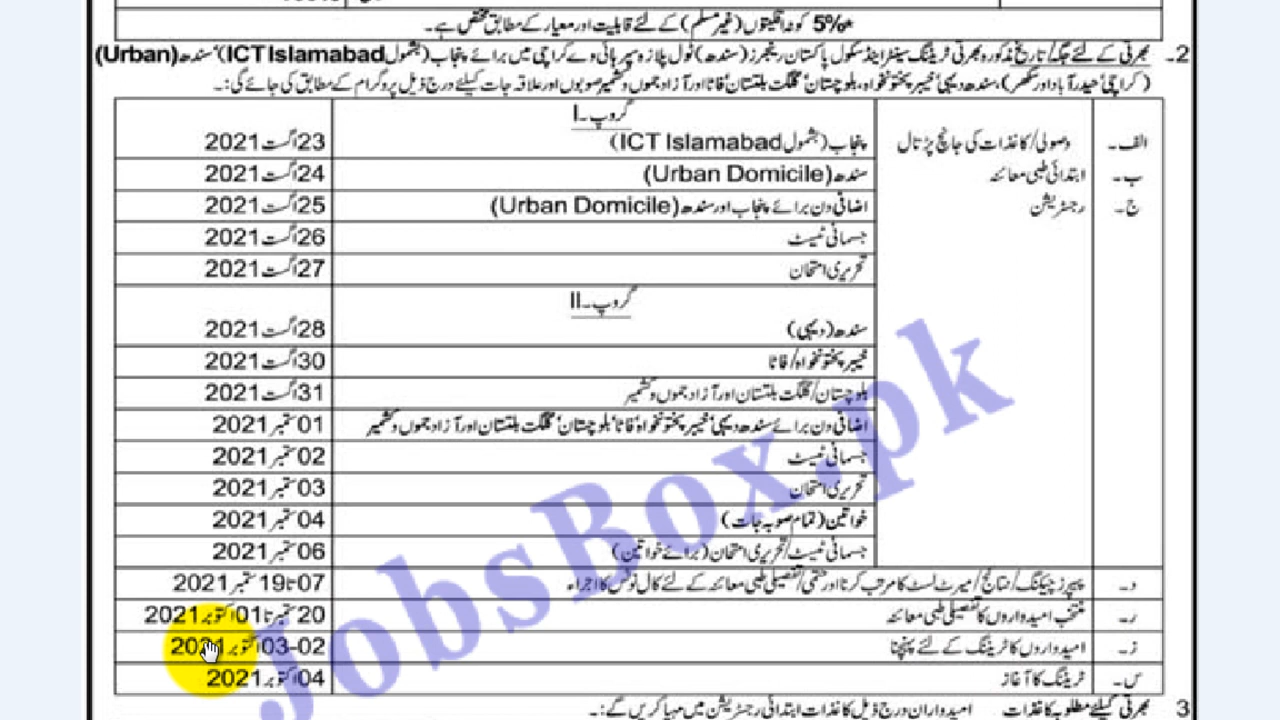 *5% کوٹہ اقلیتوں (غیر مسلم) کے لئے قابلیت اور معیار کے مطابق مختص ہے۔
2۔ بھرتی کے لئے جگہ/تاریخ مذکورہ بھرتی ٹریننگ سینٹر اینڈ سکول پاکستان رینجرز (سندھ) ٹول پلازہ سپر ہائی وے کراچی میں برائے پنجاب (بشمول ICT Islamabad)، سندھ (Urban)
(کراچی، حیدرآباد اور سکھر)، سندھ دیہی، خیبر پختونخواہ، بلوچستان، گلگت بلتستان، فاٹا اور آزاد جموں و کشمیر صوبوں اور علاقہ جات کیلئے درج ذیل پروگرام کے مطابق کی جائے گی:۔
گروپ۔I
الف۔ وصولی/کاغذات کی جانچ پڑتال پنجاب (بشمول ICT Islamabad) 23 اگست 2021
ب۔ ابتدائی طبی معائنہ سندھ (Urban Domicile) 24 اگست 2021
ج۔ رجسٹریشن اضافی دن برائے پنجاب اور سندھ (Urban Domicile) 25 اگست 2021
جسمانی ٹیسٹ 26 اگست 2021
تحریری امتحان 27 اگست 2021
گروپ۔II
سندھ (دیہی) 28 اگست 2021
خیبر پختونخواہ/فاٹا 30 اگست 2021
بلوچستان/گلگت بلتستان اور آزاد جموں و کشمیر 31 اگست 2021
اضافی دن برائے سندھ دیہی، خیبر پختونخواہ، فاٹا، بلوچستان، گلگت بلتستان اور آزاد جموں و کشمیر 01 ستمبر 2021
جسمانی ٹیسٹ 02 ستمبر 2021
تحریری امتحان 03 ستمبر 2021
خواتین (تمام صوبہ جات) 04 ستمبر 2021
جسمانی ٹیسٹ/تحریری امتحان (برائے خواتین) 06 ستمبر 2021
د۔ پیپرز چیکنگ/نتائج/میرٹ لسٹ کا مرتب کرنا اور حتمی/تفصیلی طبی معائنہ کے لئے کال نوٹس کا اجراء 07 تا 19 ستمبر 2021
ر۔ منتخب امیدواروں کا تفصیلی طبی معائنہ 20 ستمبر تا 01 اکتوبر 2021
ز۔ امیدواروں کا ٹریننگ کے لئے پہنچنا 02-03 اکتوبر 2021
س۔ ٹریننگ کا آغاز 04 اکتوبر 2021
3 بھرتی کیلئے مطلوبہ کاغذات امیدواران درج ذیل کاغذات ابتدائی رجسٹریشن میں مہیا کریں گے:۔
JobsBox.pk